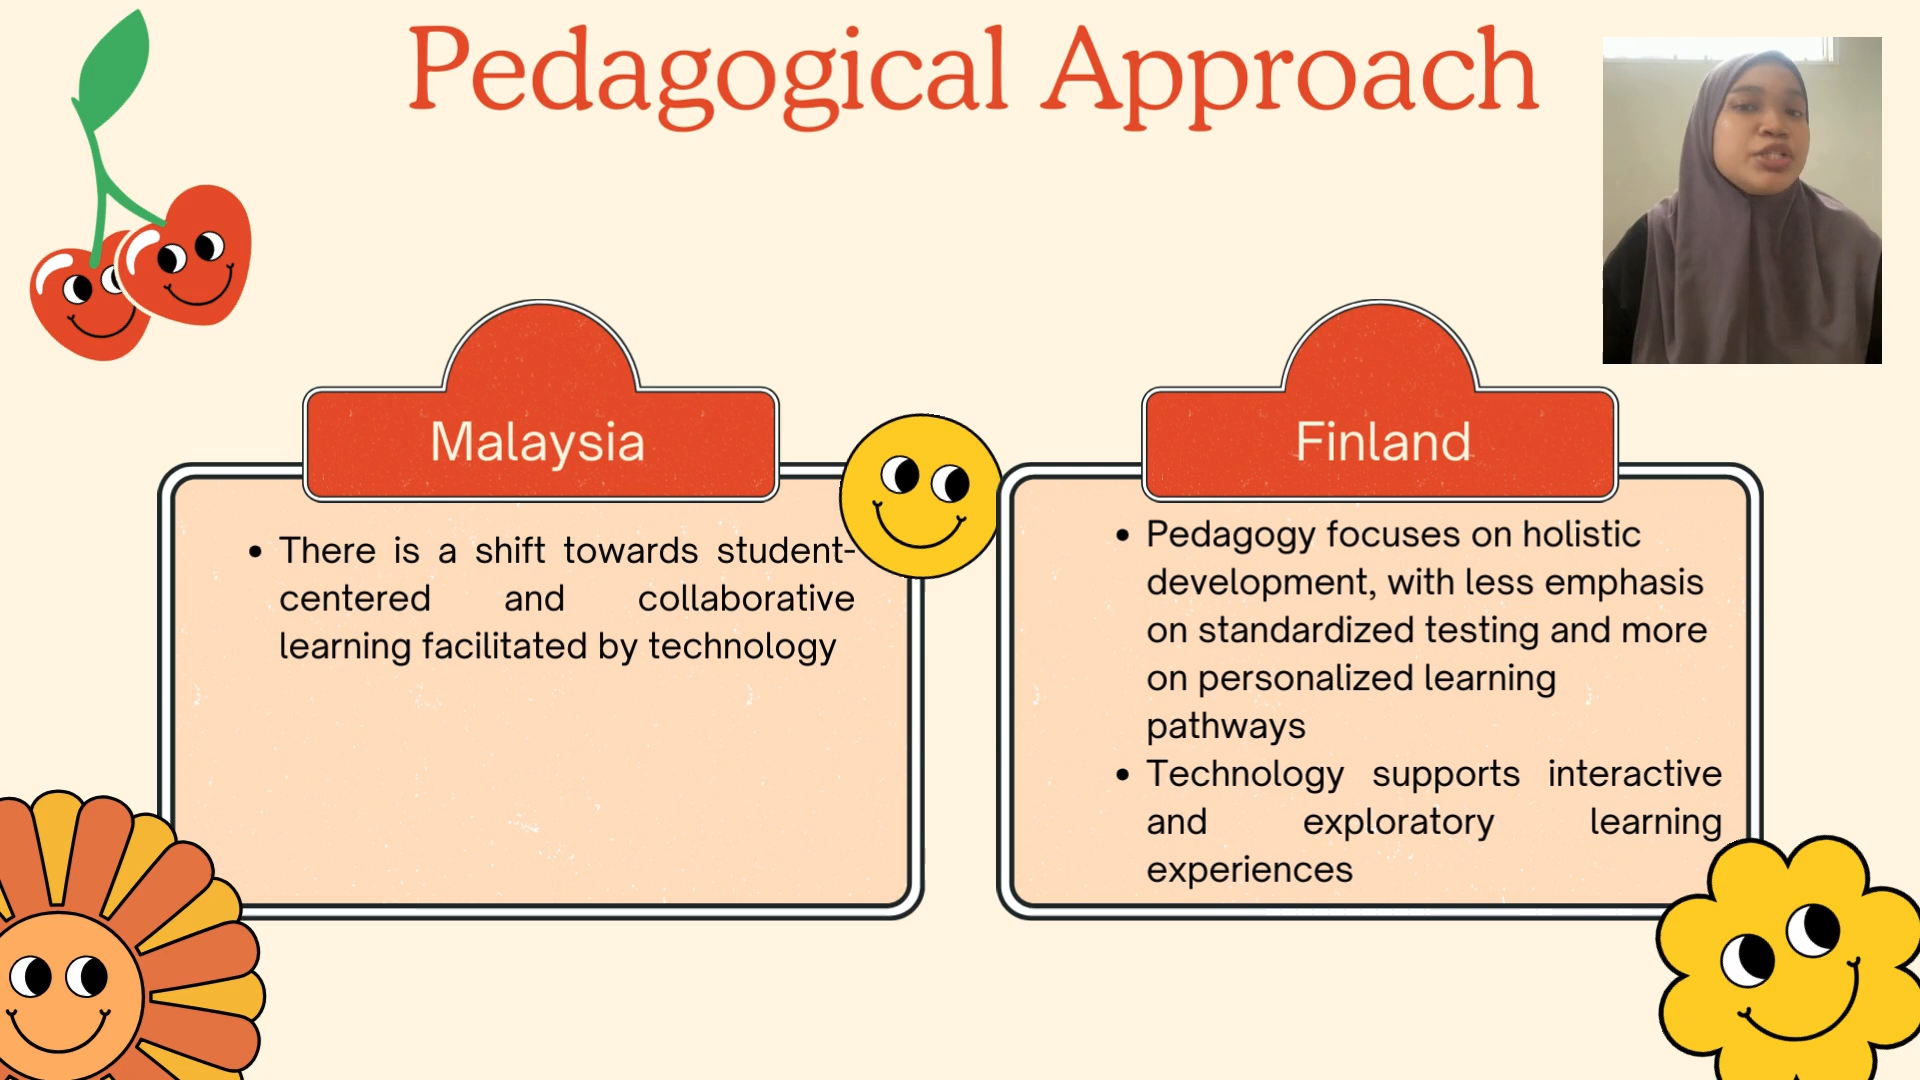 Pedagogical Approach
Malaysia
There is a shift towards student-
centered and collaborative
learning facilitated by technology
Finland
Pedagogy focuses on holistic
development, with less emphasis
on standardized testing and more
on personalized learning
pathways
Technology supports interactive
and exploratory learning
experiences